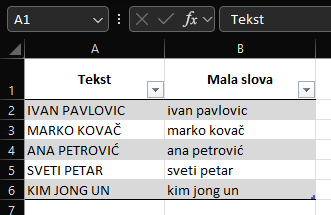 A1 fx Tekst
A B
1 Tekst Mala slova
2 IVAN PAVLOVIC ivan pavlovic
3 MARKO KOVAČ marko kovač
4 ANA PETROVIĆ ana petrović
5 SVETI PETAR sveti petar
6 KIM JONG UN kim jong un
7